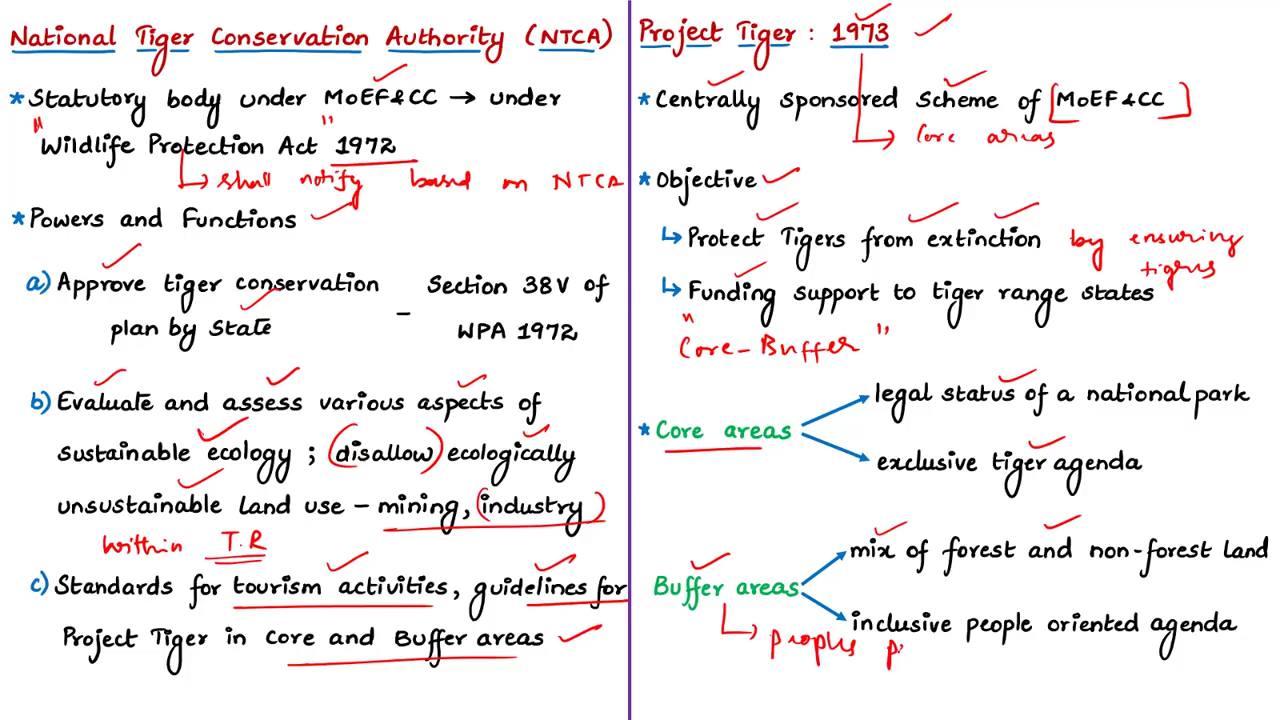 National Tiger Conservation Authority (NTCA)
* Statutory body under MoEF&CC → under
"Wildlife Protection Act" 1972
↳ shall notify based on NTCA
* Powers and Functions
a) Approve tiger conservation - Section 38V of
plan by State WPA 1972
b) Evaluate and assess various aspects of
sustainable ecology ; (disallow) ecologically
unsustainable Land use - mining, (industry)
within T.R
c) Standards for tourism activities, guidelines for
Project Tiger in Core and Buffer areas
Project Tiger : 1973
* Centrally sponsored Scheme of [MoEF&CC]
→ Core areas
* Objective
↳ Protect Tigers from extinction by ensuring
tigers
↳ Funding support to tiger range states
"Core-Buffer"
legal status of a national park
* Core areas
exclusive tiger agenda
mix of forest and non-forest land
Buffer areas
inclusive people oriented agenda
↳ peoples p